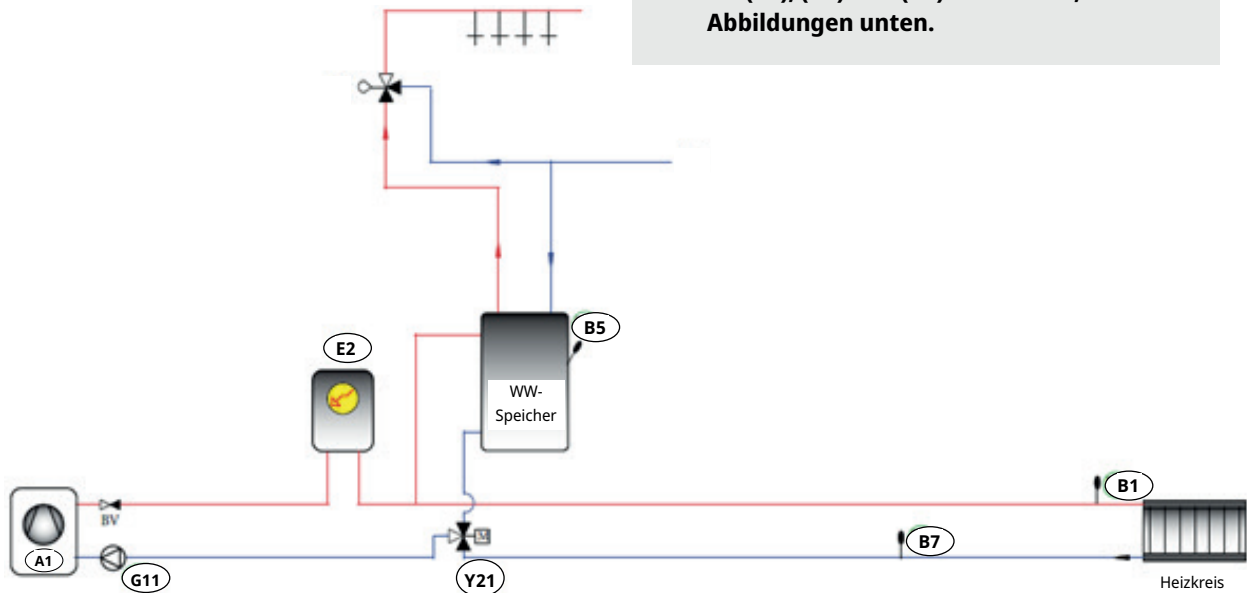 Abbildungen unten.
B5
E2
WW-
Speicher
B1
BV
B7
A1
G11
Y21
M
Heizkreis